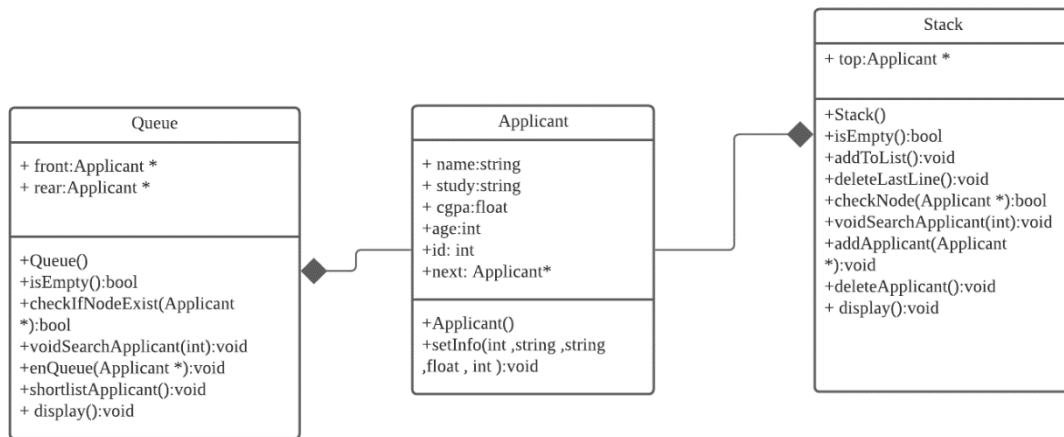 Queue
+ front:Applicant *
+ rear:Applicant *
+Queue()
+isEmpty():bool
+checkIfNodeExist(Applicant
*):bool
+voidSearchApplicant(int):void
+enQueue(Applicant *):void
+shortlistApplicant():void
+ display():void
Applicant
+ name:string
+ study:string
+ cgpa:float
+age:int
+id: int
+next: Applicant*
+Applicant()
+setInfo(int ,string ,string
,float , int ):void
Stack
+ top:Applicant *
+Stack()
+isEmpty():bool
+addToList():void
+deleteLastLine():void
+checkNode(Applicant *):bool
+voidSearchApplicant(int):void
+addApplicant(Applicant
*):void
+deleteApplicant():void
+ display():void